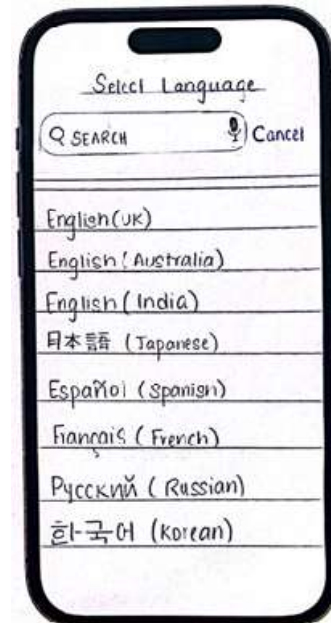 Select Language
SEARCH Cancel
English (UK)
English (Australia)
English (India)
日本語 (Japanese)
Español (Spanish)
Français (French)
Русский (Russian)
한국어 (Korean)